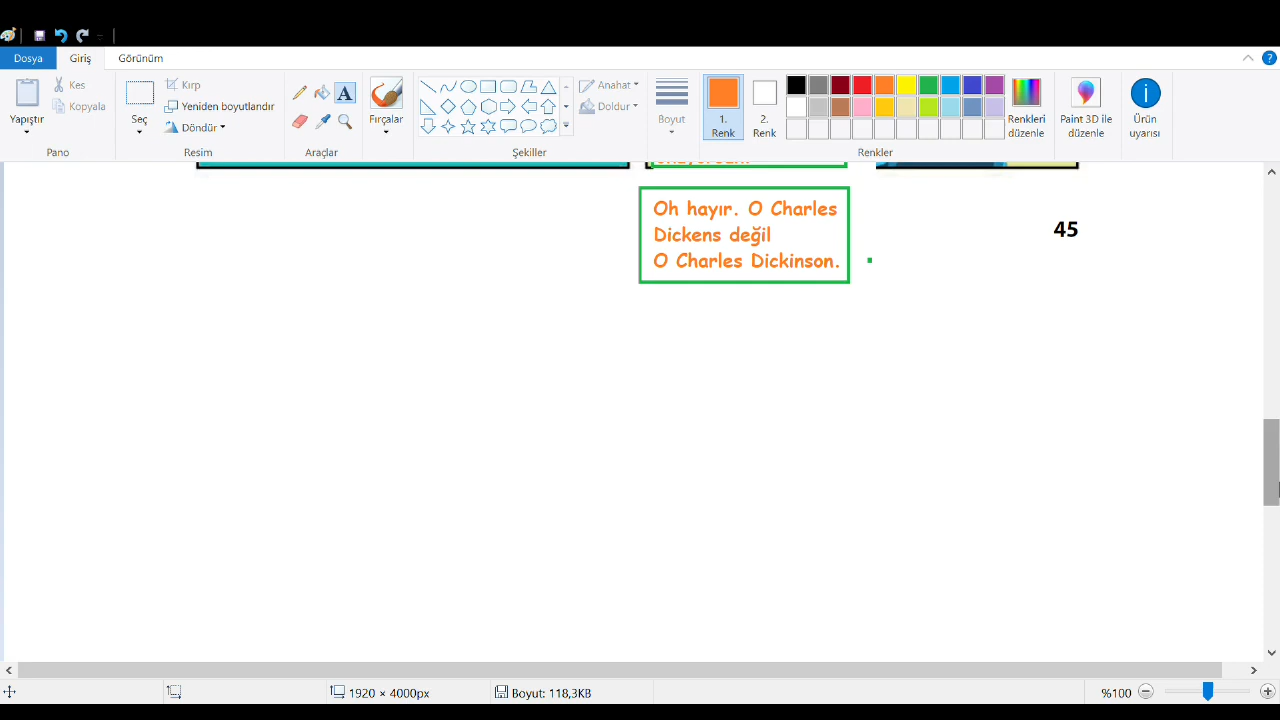 Dosya
Giriş
Görünüm
?
Yapıştır
Kes
Kopyala
Pano
Seç
Kırp
Yeniden boyutlandır
Döndür
Resim
A
Araçlar
Fırçalar
Anahat
Doldur
Şekiller
Boyut
1.
Renk
2.
Renk
Renkleri
düzenle
Renkler
Paint 3D ile
düzenle
Ürün
uyarısı
Oh hayır. O Charles
Dickens değil
O Charles Dickinson.
45
1920 × 4000px
Boyut: 118,3KB
%100